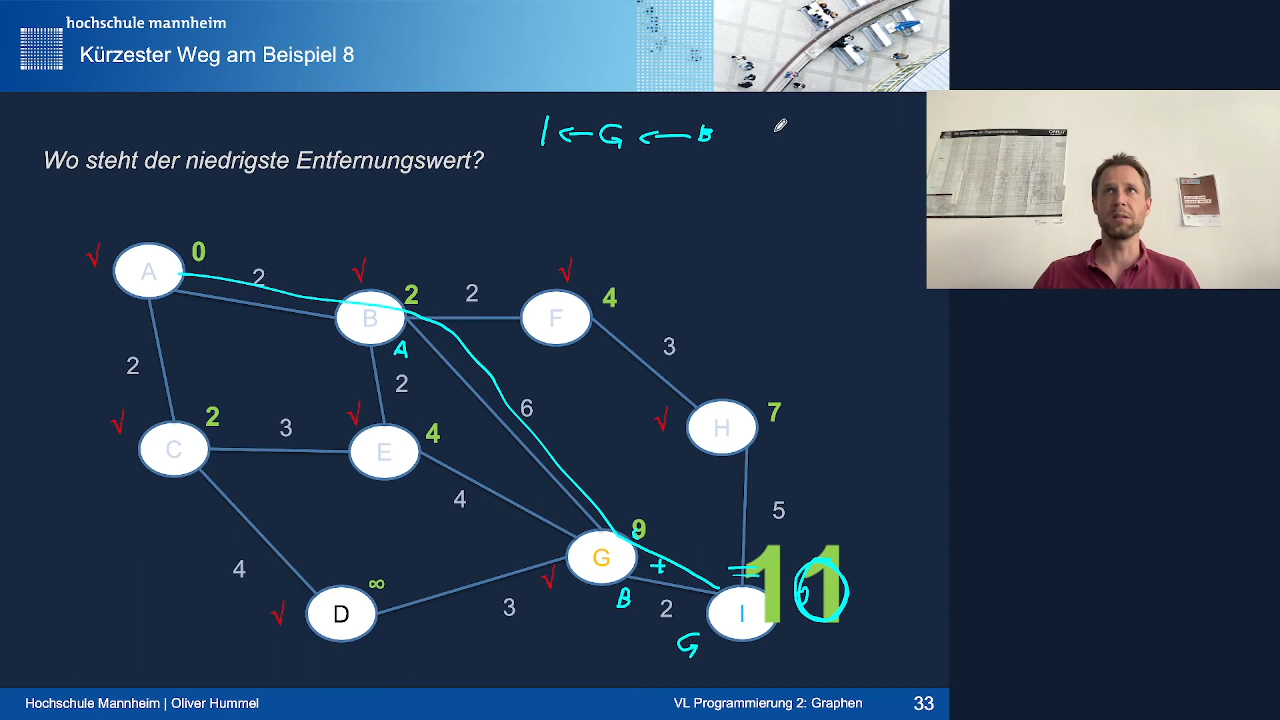 hochschule mannheim
Kürzester Weg am Beispiel 8
I ← G ← B
Wo steht der niedrigste Entfernungswert?
√ A 0
2
√ B 2
A
2
√ F 4
2
2
3
√ C 2
3
√ E 4
6
√ H 7
4
4
5
9
√ G
B
+
= 11
√ D ∞
3
2
I
G
Hochschule Mannheim | Oliver Hummel
VL Programmierung 2: Graphen
33